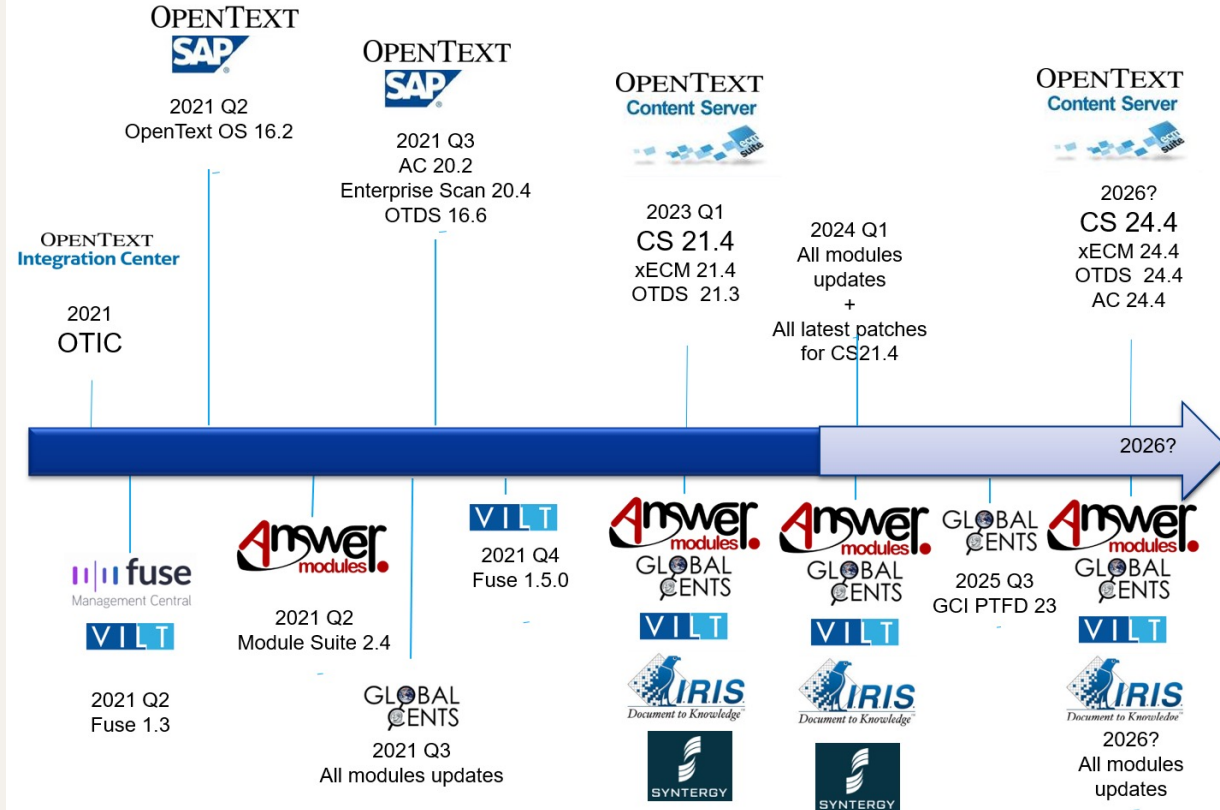 OPENTEXT
SAP
2021 Q2
OpenText OS 16.2
OPENTEXT
SAP
2021 Q3
AC 20.2
Enterprise Scan 20.4
OTDS 16.6
OPENTEXT
Content Server
ecm
suite
2023 Q1
CS 21.4
xECM 21.4
OTDS 21.3
2024 Q1
All modules
updates
+
All latest patches
for CS21.4
OPENTEXT
Content Server
ecm
suite
2026?
CS 24.4
xECM 24.4
OTDS 24.4
AC 24.4
OPENTEXT
Integration Center
2021
OTIC
2026?
fuse
Management Central
VILT
2021 Q2
Fuse 1.3
Answer
modules
2021 Q2
Module Suite 2.4
GLOBAL
CENTS
2021 Q3
All modules updates
VILT
2021 Q4
Fuse 1.5.0
Answer
modules
GLOBAL
CENTS
VILT
I.R.I.S.
Document to Knowledge
SYNTERGY
Answer
modules
GLOBAL
CENTS
VILT
I.R.I.S.
Document to Knowledge
SYNTERGY
GLOBAL
CENTS
2025 Q3
GCI PTFD 23
Answer
modules
GLOBAL
CENTS
VILT
I.R.I.S.
Document to Knowledge
2026?
All modules
updates